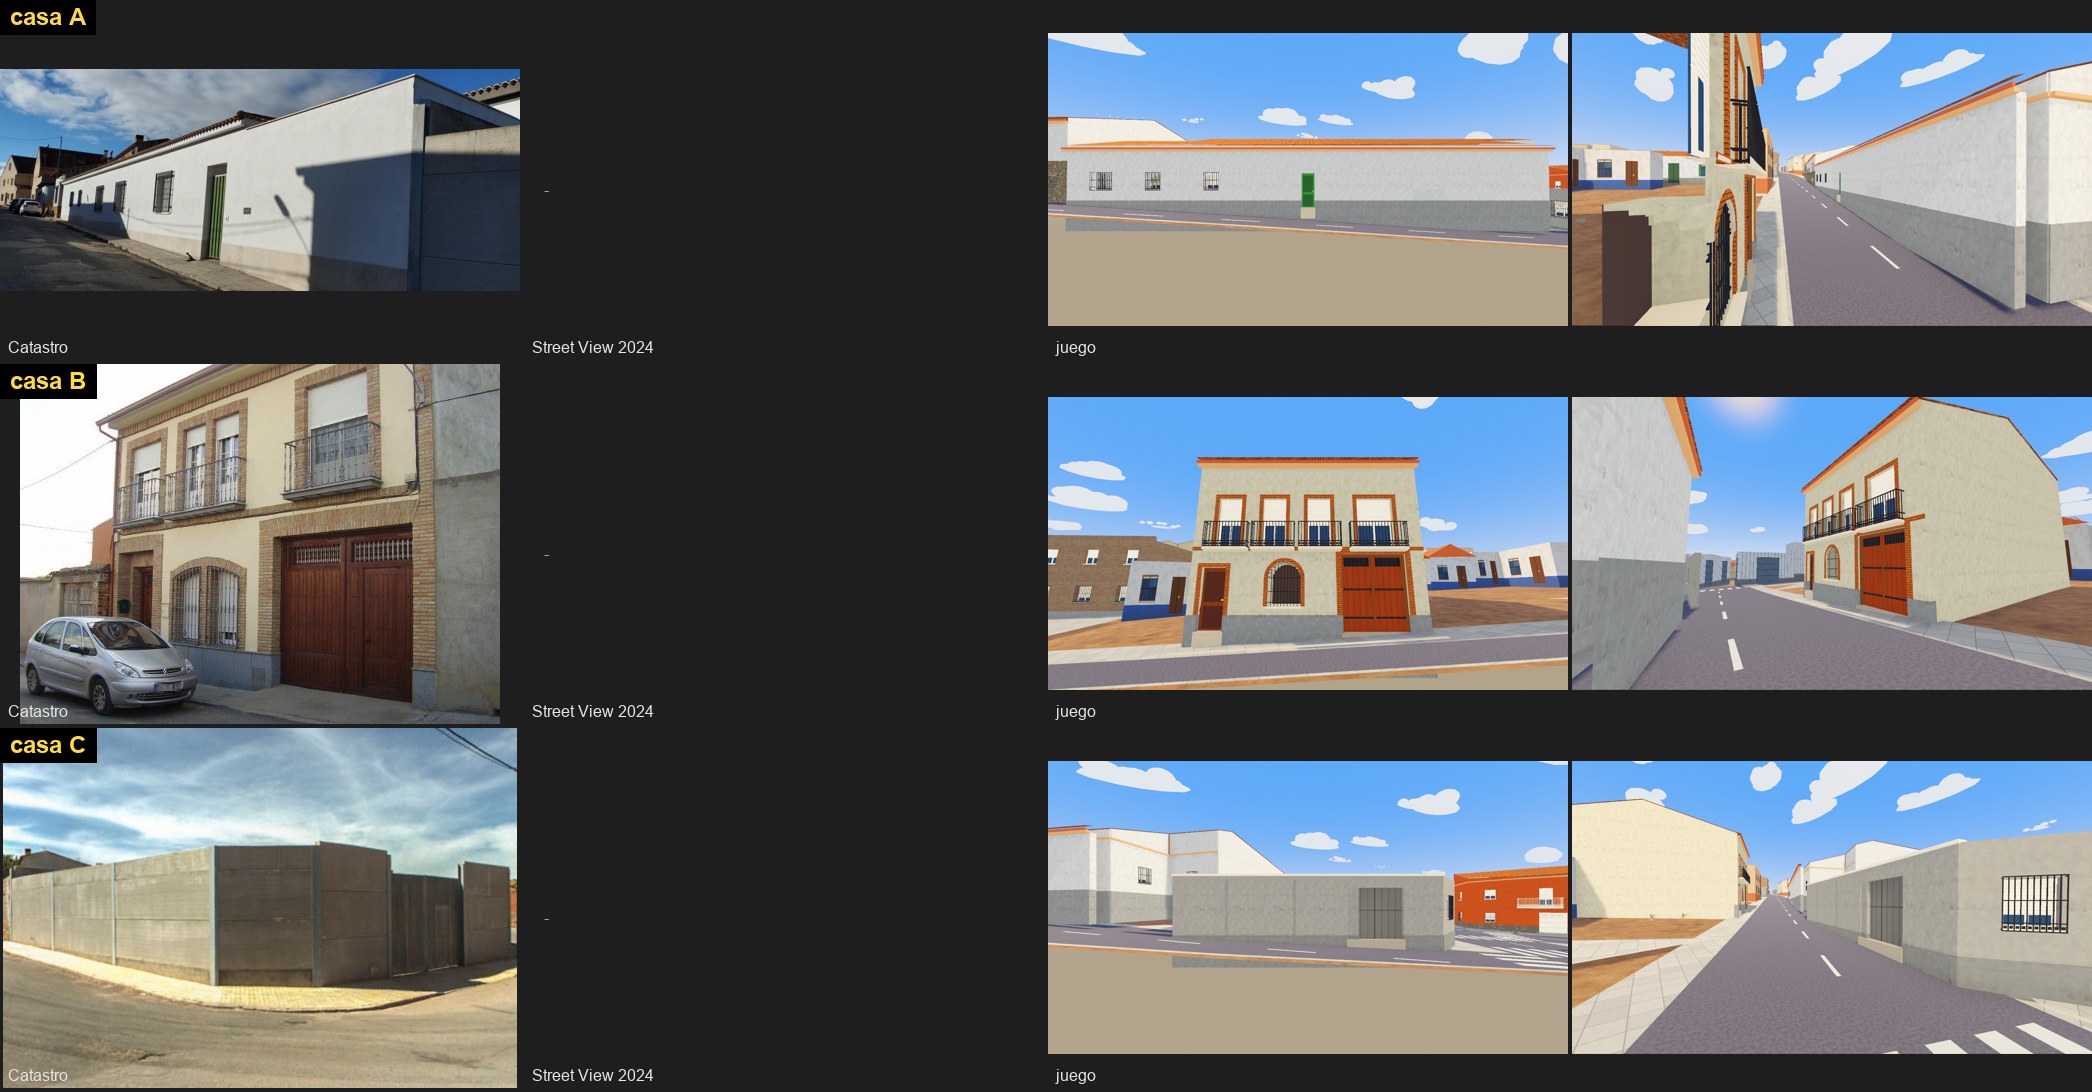 casa A
-
Catastro
Street View 2024
juego
casa B
-
Catastro
Street View 2024
juego
casa C
-
Catastro
Street View 2024
juego